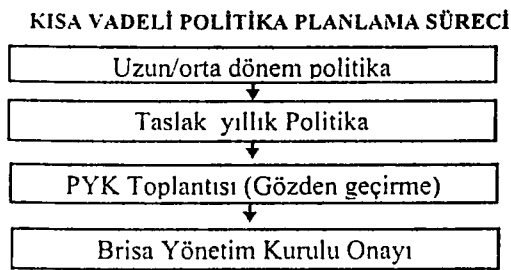 KISA VADELİ POLİTİKA PLANLAMA SÜRECİ
Uzun/orta dönem politika
Taslak yıllık Politika
PYK Toplantısı (Gözden geçirme)
Brisa Yönetim Kurulu Onayı